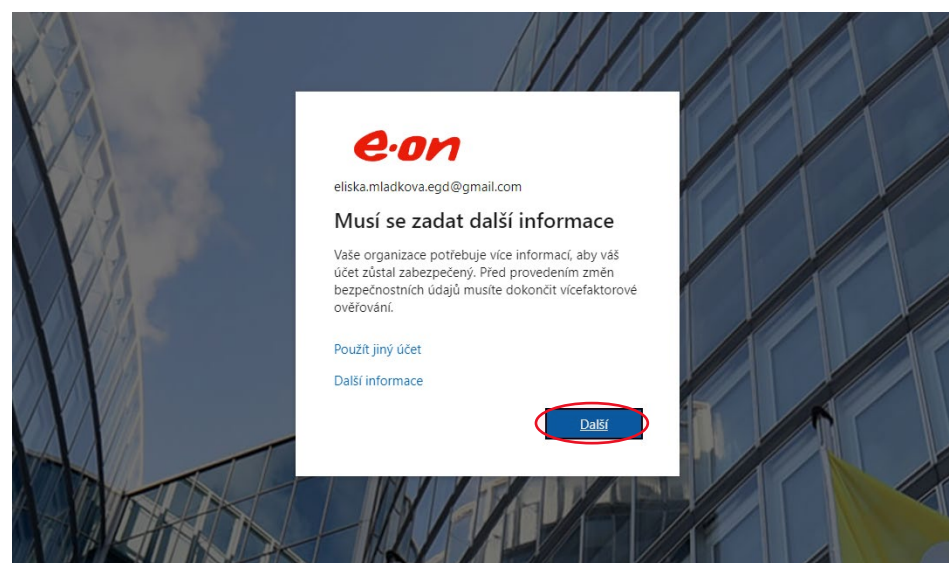 e·on
eliska.mladkova.egd@gmail.com
Musí se zadat další informace
Vaše organizace potřebuje více informací, aby váš
účet zůstal zabezpečený. Před provedením změn
bezpečnostních údajů musíte dokončit vícefaktorové
ověřování.
Použít jiný účet
Další informace
Další